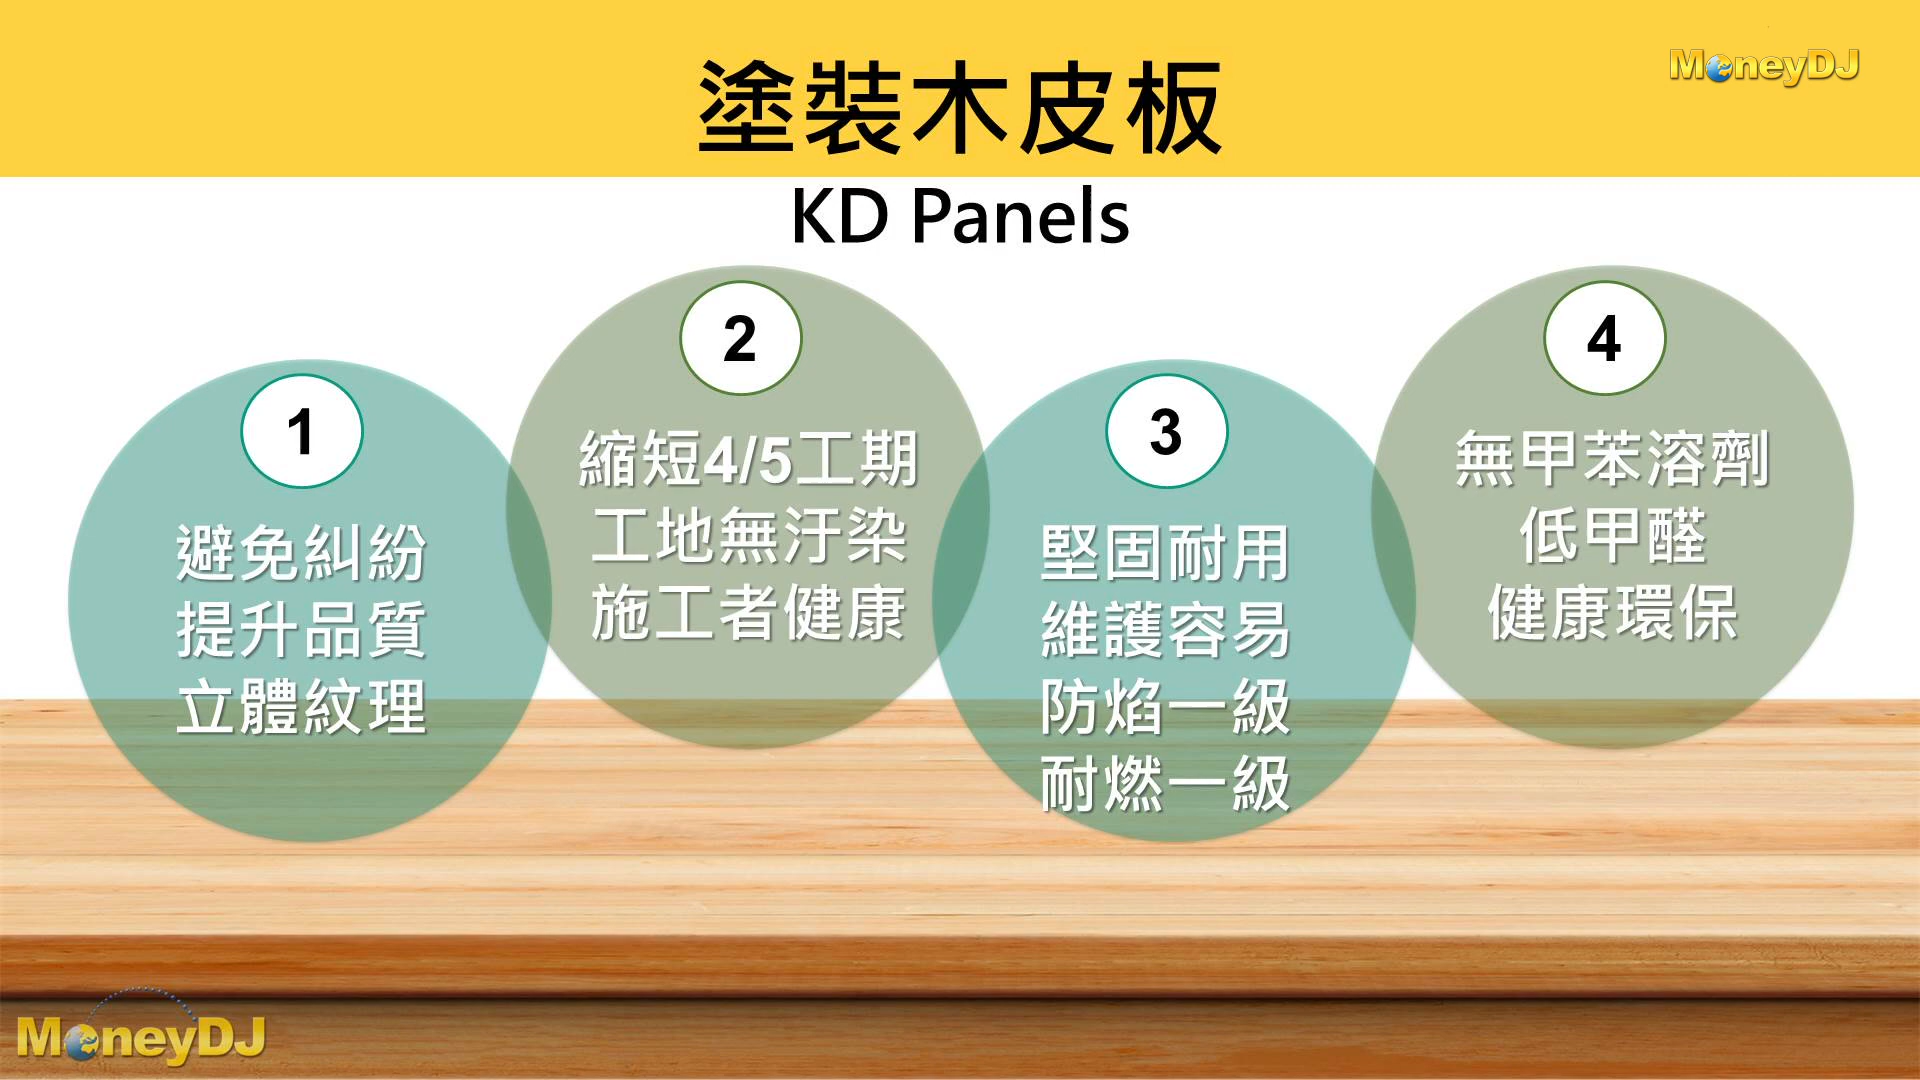 塗裝木皮板
MoneyDJ
KD Panels
1
避免糾紛
提升品質
立體紋理
2
縮短4/5工期
工地無汙染
施工者健康
3
堅固耐用
維護容易
防焰一級
耐燃一級
4
無甲苯溶劑
低甲醛
健康環保
MoneyDJ